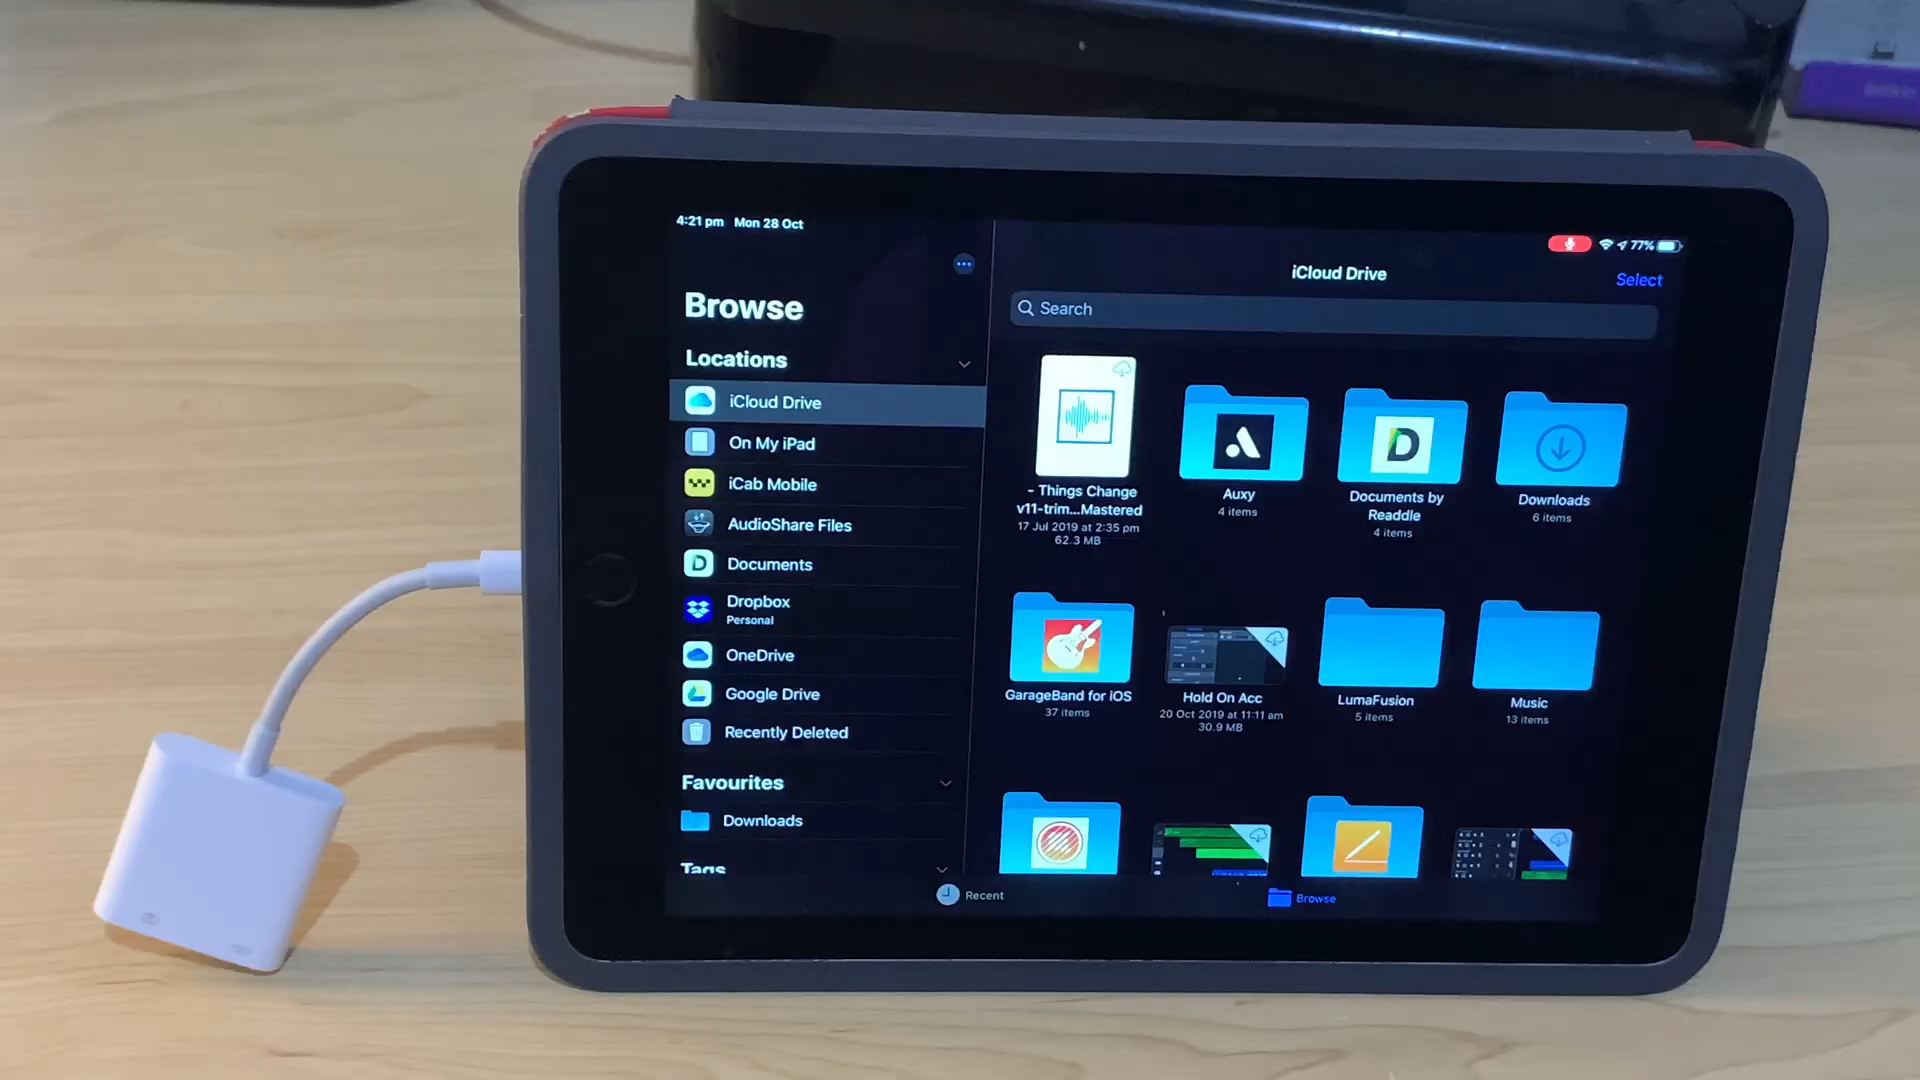 4:21 pm Mon 28 Oct
77%
Browse
Locations
iCloud Drive
On My iPad
iCab Mobile
AudioShare Files
Documents
Dropbox
Personal
OneDrive
Google Drive
Recently Deleted
Favourites
Downloads
Tags
iCloud Drive
Select
Search
- Things Change
v11-trim...Mastered
17 Jul 2019 at 2:35 pm
62.3 MB
Auxy
4 items
Documents by
Readdle
4 items
Downloads
6 items
GarageBand for iOS
37 items
Hold On Acc
20 Oct 2019 at 11:11 am
30.9 MB
LumaFusion
5 items
Music
13 items
Recent
Browse